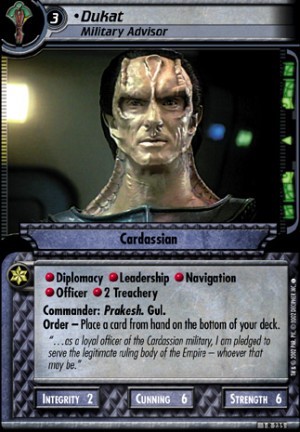 3 • Dukat
Military Advisor
Cardassian
Diplomacy • Leadership • Navigation
• Officer • 2 Treachery
Commander: Prakesh. Gul.
Order – Place a card from hand on the bottom of your deck.
“…as a loyal officer of the Cardassian military, I am pledged to
serve the legitimate ruling body of the Empire – whoever that
may be.”
INTEGRITY 2 CUNNING 6 STRENGTH 6